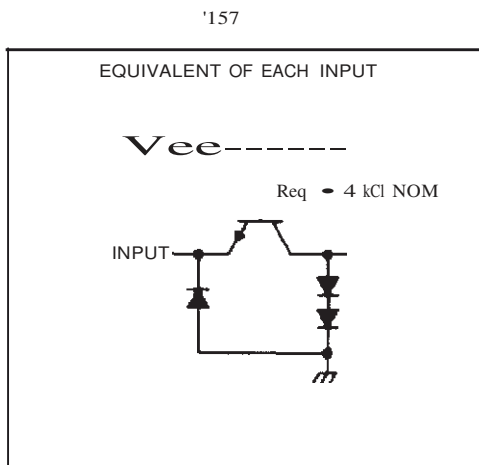 '157
EQUIVALENT OF EACH INPUT
Vee------
Req • 4 kCl NOM
INPUT